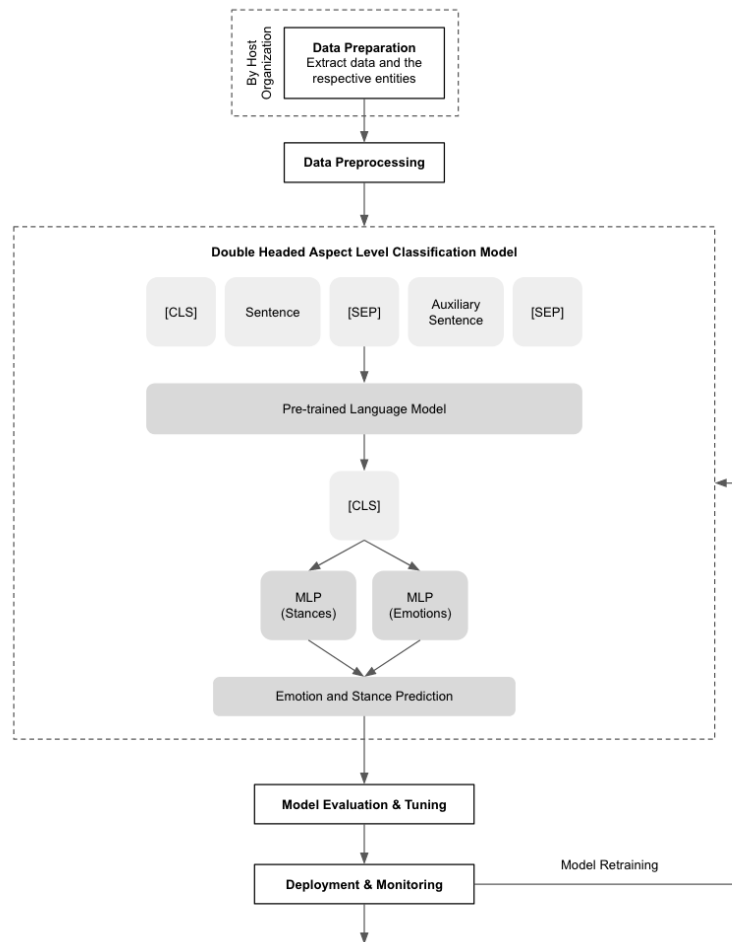 By Host
Organization
Data Preparation
Extract data and the
respective entities
Data Preprocessing
Double Headed Aspect Level Classification Model
[CLS]
Sentence
[SEP]
Auxiliary
Sentence
[SEP]
Pre-trained Language Model
[CLS]
MLP
(Stances)
MLP
(Emotions)
Emotion and Stance Prediction
Model Evaluation & Tuning
Deployment & Monitoring
Model Retraining